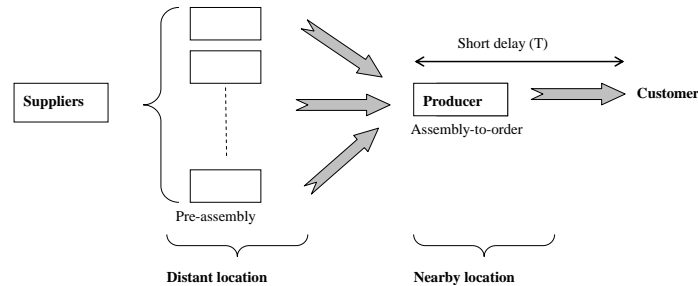 Short delay (T)
Suppliers
Producer
Customer
Assembly-to-order
Pre-assembly
Distant location
Nearby location